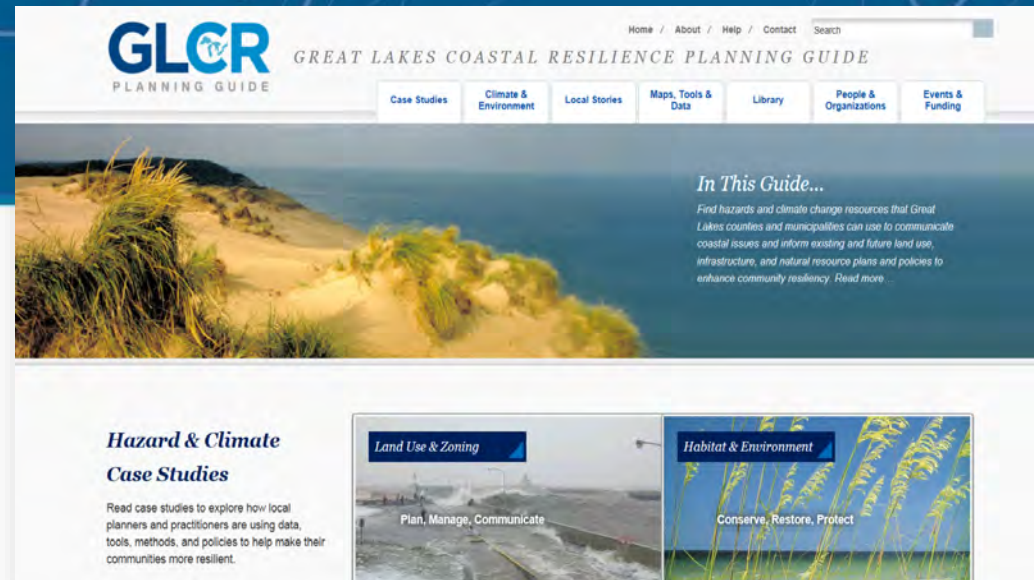 Home / About / Help / Contact Search
GLCR
PLANNING GUIDE
GREAT LAKES COASTAL RESILIENCE PLANNING GUIDE
Case Studies
Climate &
Environment
Local Stories
Maps, Tools &
Data
Library
People &
Organizations
Events &
Funding
In This Guide...
Find hazards and climate change resources that Great
Lakes counties and municipalities can use to communicate
coastal issues and inform existing and future land use,
infrastructure, and natural resource plans and policies to
enhance community resiliency. Read more...
Hazard & Climate
Case Studies
Read case studies to explore how local
planners and practitioners are using data,
tools, methods, and policies to help make their
communities more resilient.
Land Use & Zoning
Plan, Manage, Communicate
Habitat & Environment
Conserve, Restore, Protect